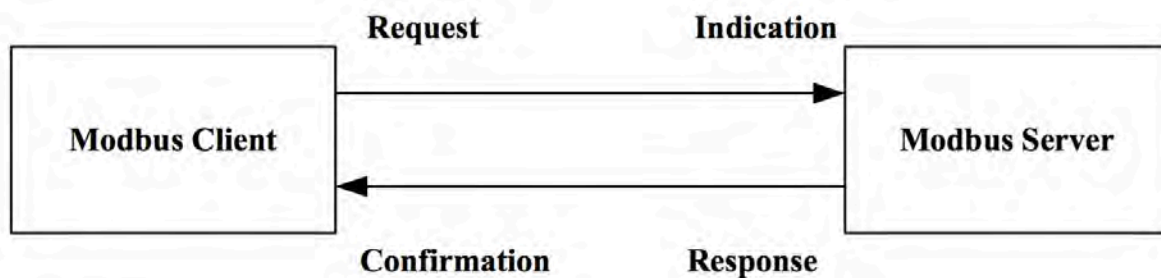 Request Indication
Modbus Client Modbus Server
Confirmation Response